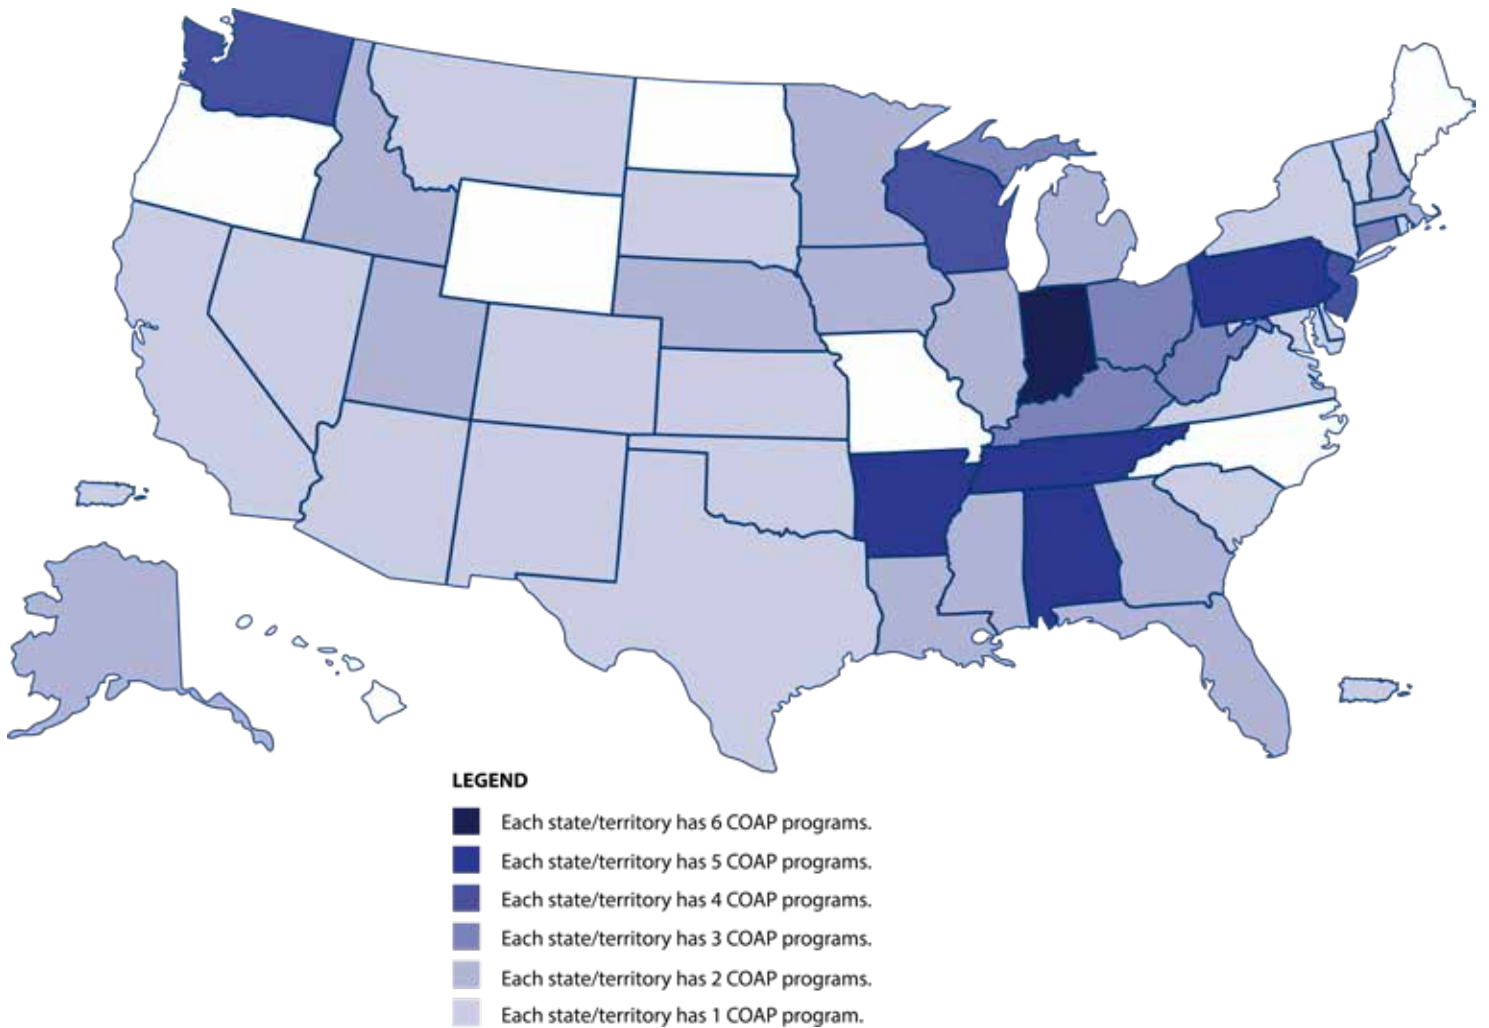 LEGEND
Each state/territory has 6 COAP programs.
Each state/territory has 5 COAP programs.
Each state/territory has 4 COAP programs.
Each state/territory has 3 COAP programs.
Each state/territory has 2 COAP programs.
Each state/territory has 1 COAP program.